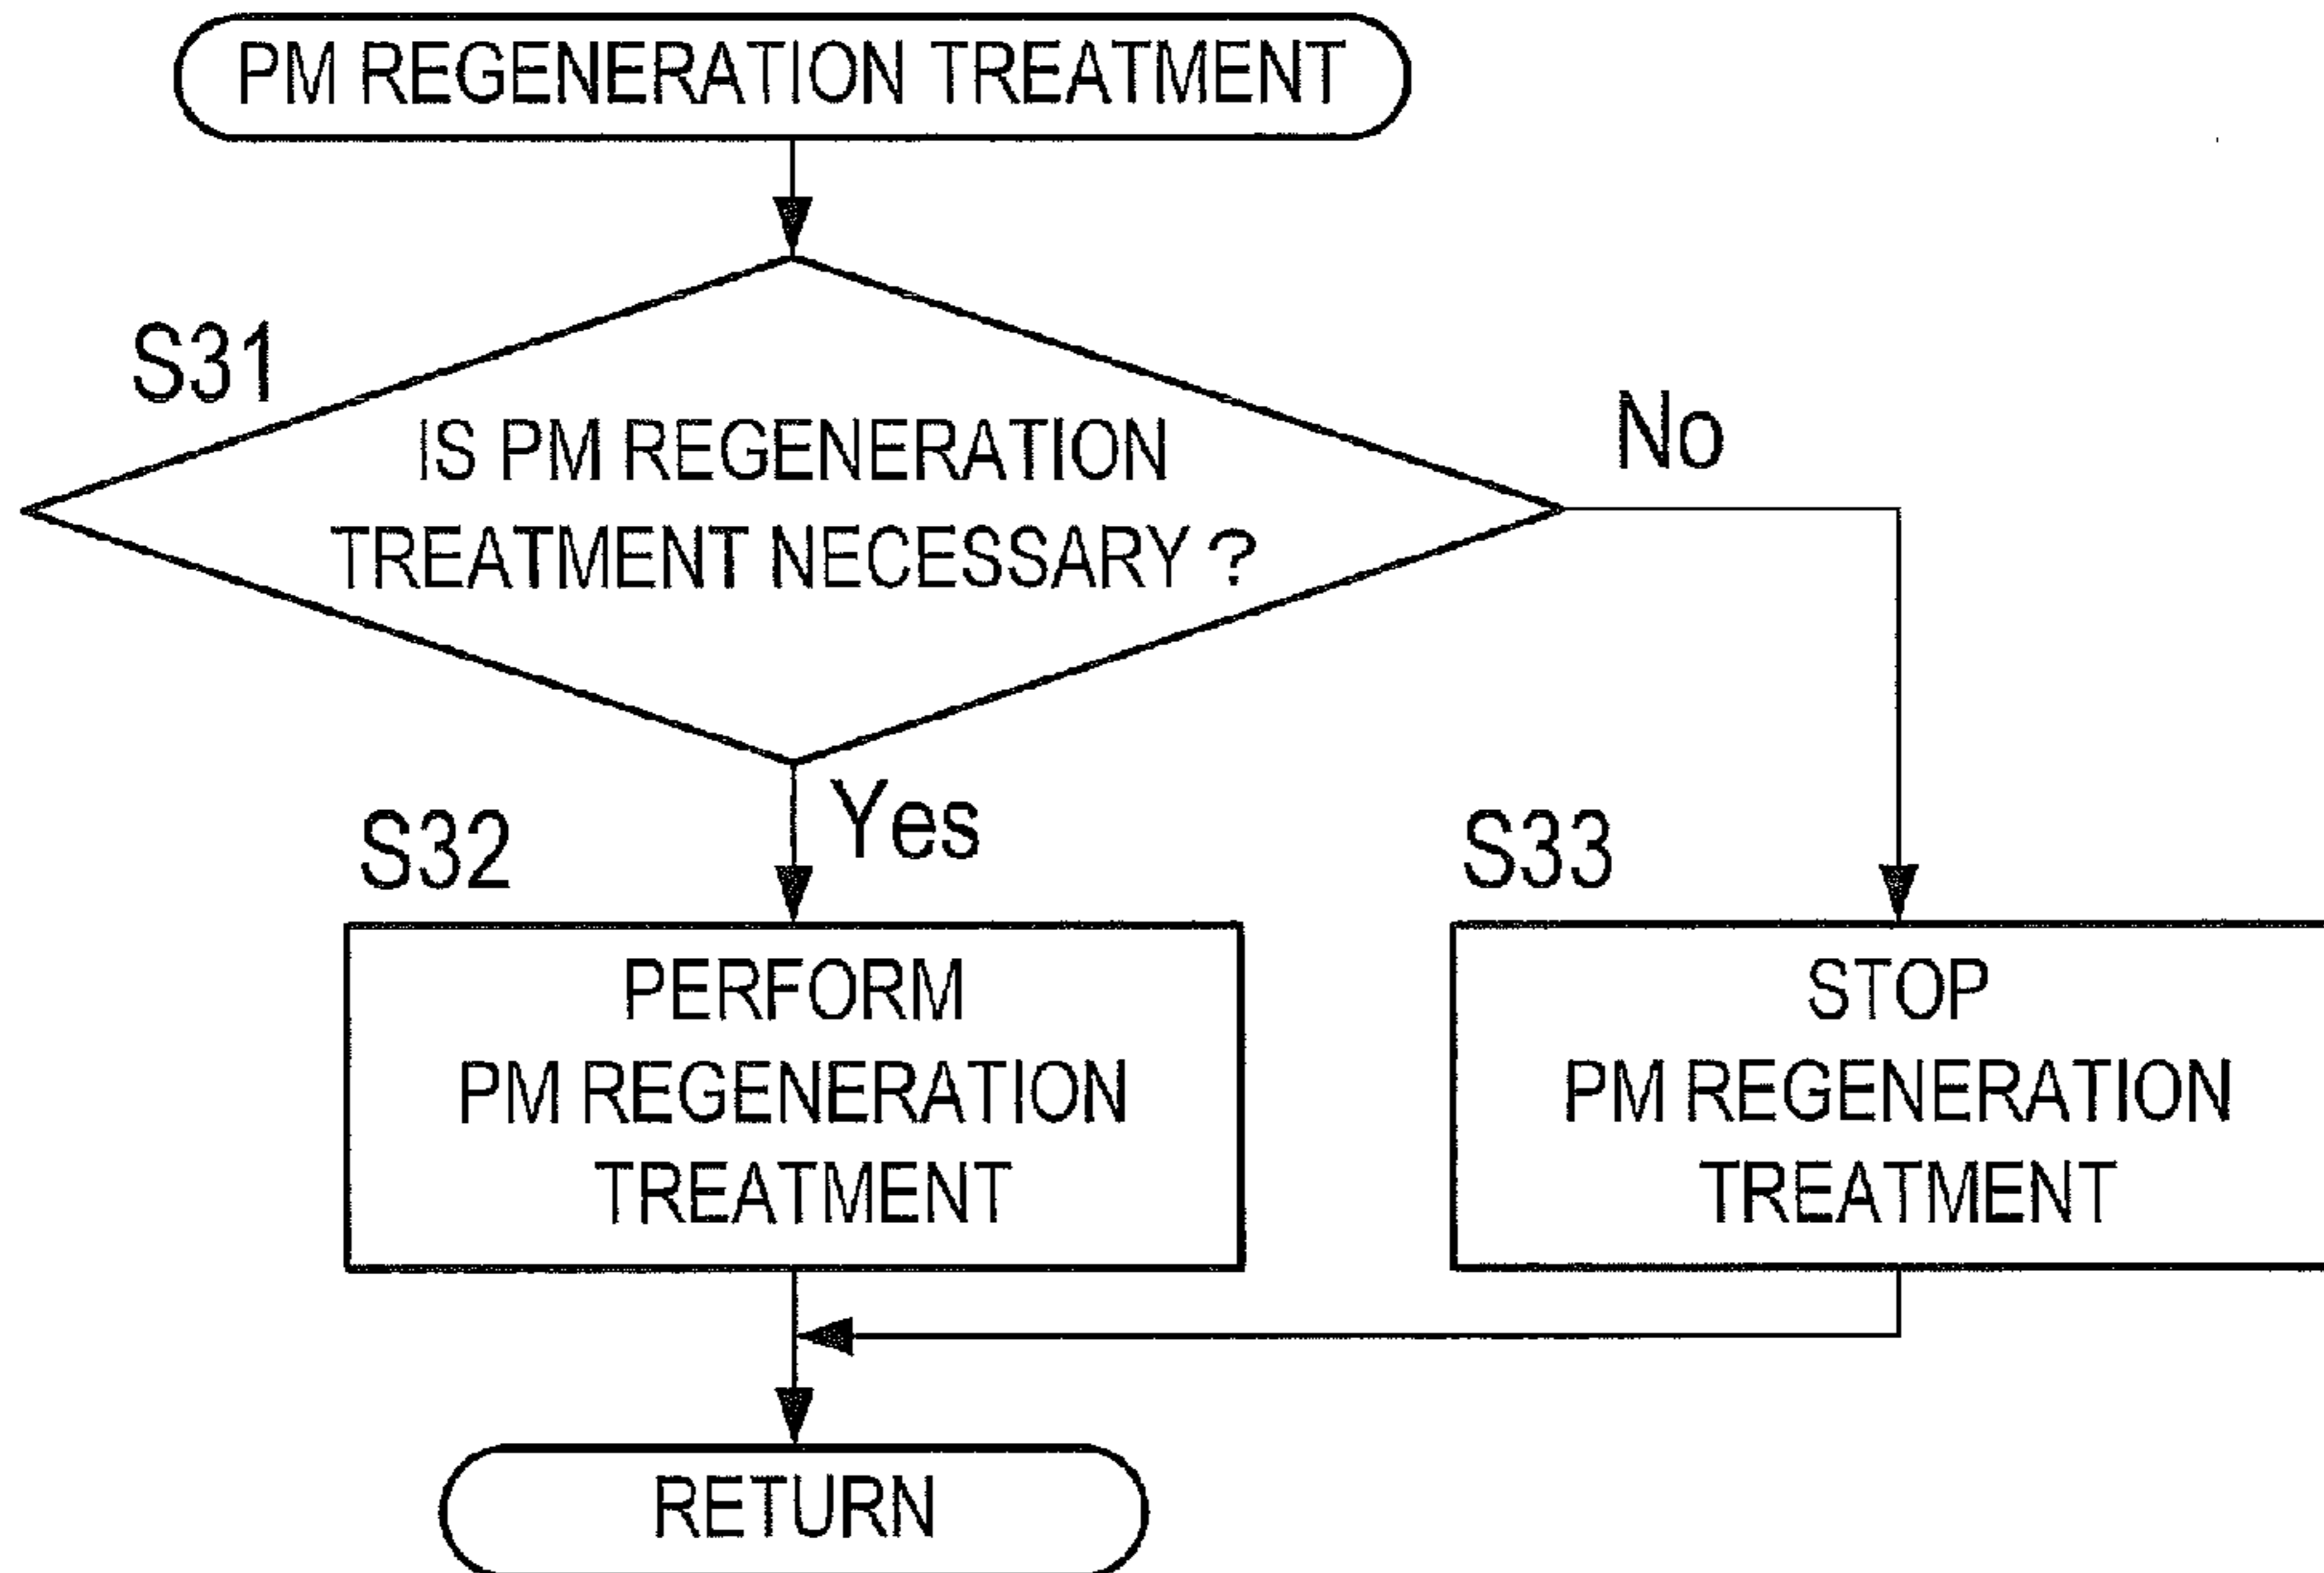 PM REGENERATION TREATMENT
S31
IS PM REGENERATION
TREATMENT NECESSARY ?
No
Yes
S32
PERFORM
PM REGENERATION
TREATMENT
S33
STOP
PM REGENERATION
TREATMENT
RETURN